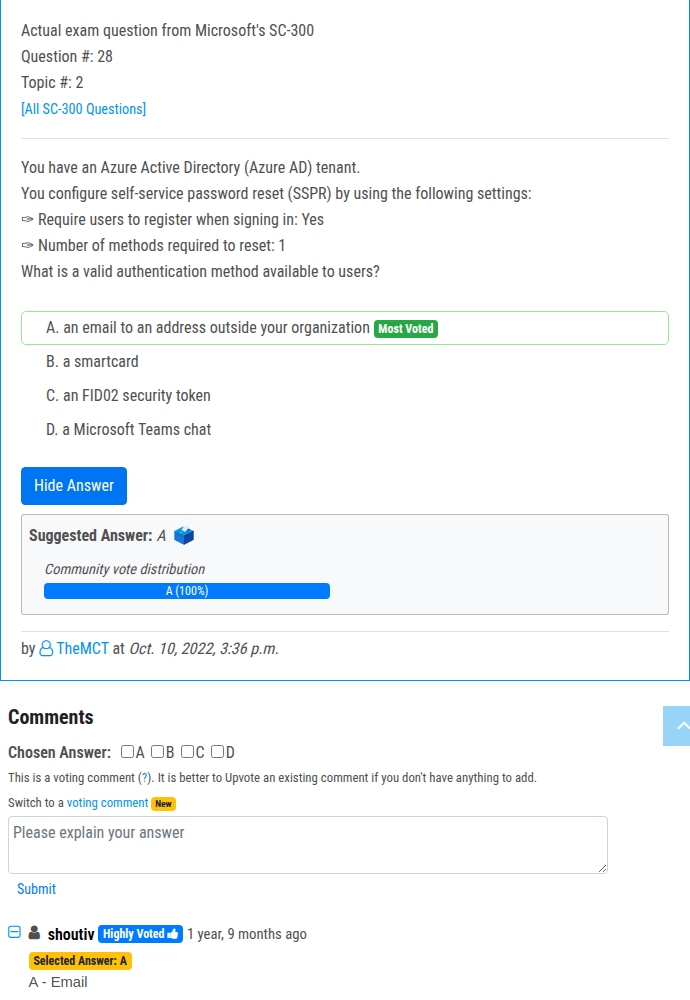 Actual exam question from Microsoft's SC-300
Question #: 28
Topic #: 2
[All SC-300 Questions]
You have an Azure Active Directory (Azure AD) tenant.
You configure self-service password reset (SSPR) by using the following settings:
✑ Require users to register when signing in: Yes
✑ Number of methods required to reset: 1
What is a valid authentication method available to users?
A. an email to an address outside your organization Most Voted
B. a smartcard
C. an FID02 security token
D. a Microsoft Teams chat
Hide Answer
Suggested Answer: A
Community vote distribution
A (100%)
by TheMCT at Oct. 10, 2022, 3:36 p.m.
Comments
Chosen Answer: A B C D
This is a voting comment (?). It is better to Upvote an existing comment if you don't have anything to add.
Switch to a voting comment New
Please explain your answer
Submit
shoutiv Highly Voted 1 year, 9 months ago
Selected Answer: A
A - Email